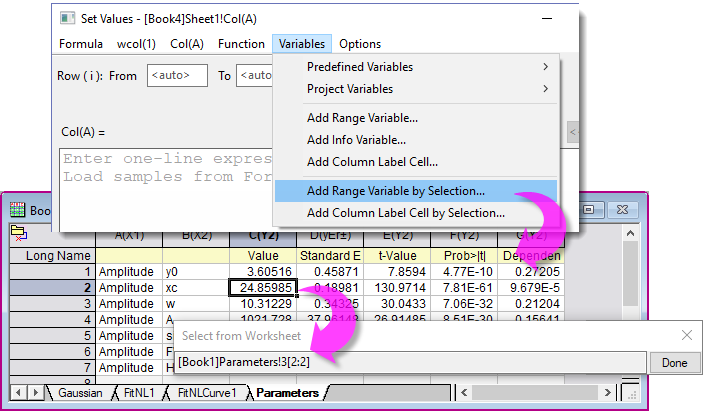 Set Values - [Book4]Sheet1!Col(A)
Formula wcol(1) Col(A) Function Variables Options
Row ( i ): From <auto> To <aut
Col(A) =
Enter one-line expres
Load samples from For
Predefined Variables >
Project Variables >
Add Range Variable...
Add Info Variable...
Add Column Label Cell...
Add Range Variable by Selection...
Add Column Label Cell by Selection...
<
Boo
A(X1) B(X2) C(Y2) D(yEr±) E(Y2) F(Y2) G(Y2)
Long Name Value Standard E t-Value Prob>|t| Dependen
1 Amplitude y0 3.60516 0.45871 7.8594 4.77E-10 0.27205
2 Amplitude xc 24.85985 0.18981 130.9714 7.81E-61 9.679E-5
3 Amplitude w 10.31229 0.34325 30.0433 7.06E-32 0.21204
4 Amplitude A 1021.728 37.96148 26.91485 8.51E-30 0.15641
5 Amplitude s
6 Amplitude F
7 Amplitude H
8
Select from Worksheet
[Book1]Parameters!3[2:2]
Done
Gaussian FitNL1 FitNLCurve1 Parameters